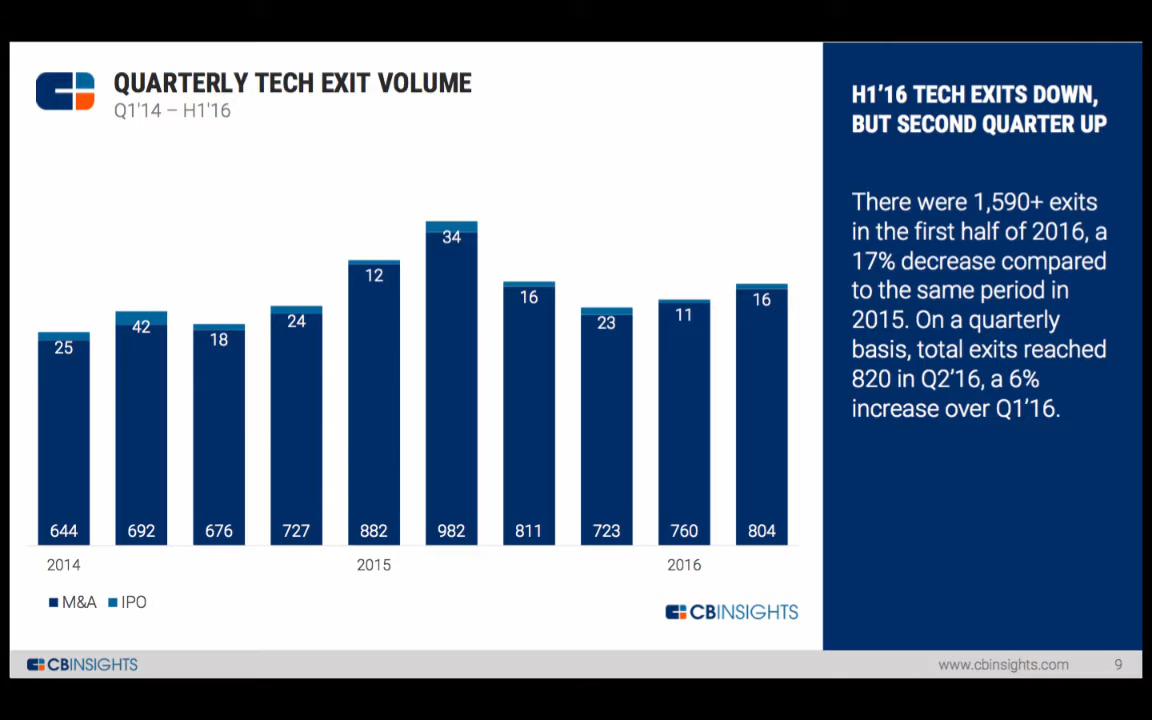 QUARTERLY TECH EXIT VOLUME
Q1'14 – H1'16
25 42 18 24 12 34 16 23 11 16
644 692 676 727 882 982 811 723 760 804
2014 2015 2016
M&A IPO
CBINSIGHTS
H1'16 TECH EXITS DOWN,
BUT SECOND QUARTER UP
There were 1,590+ exits
in the first half of 2016, a
17% decrease compared
to the same period in
2015. On a quarterly
basis, total exits reached
820 in Q2'16, a 6%
increase over Q1'16.
CBINSIGHTS
www.cbinsights.com 9